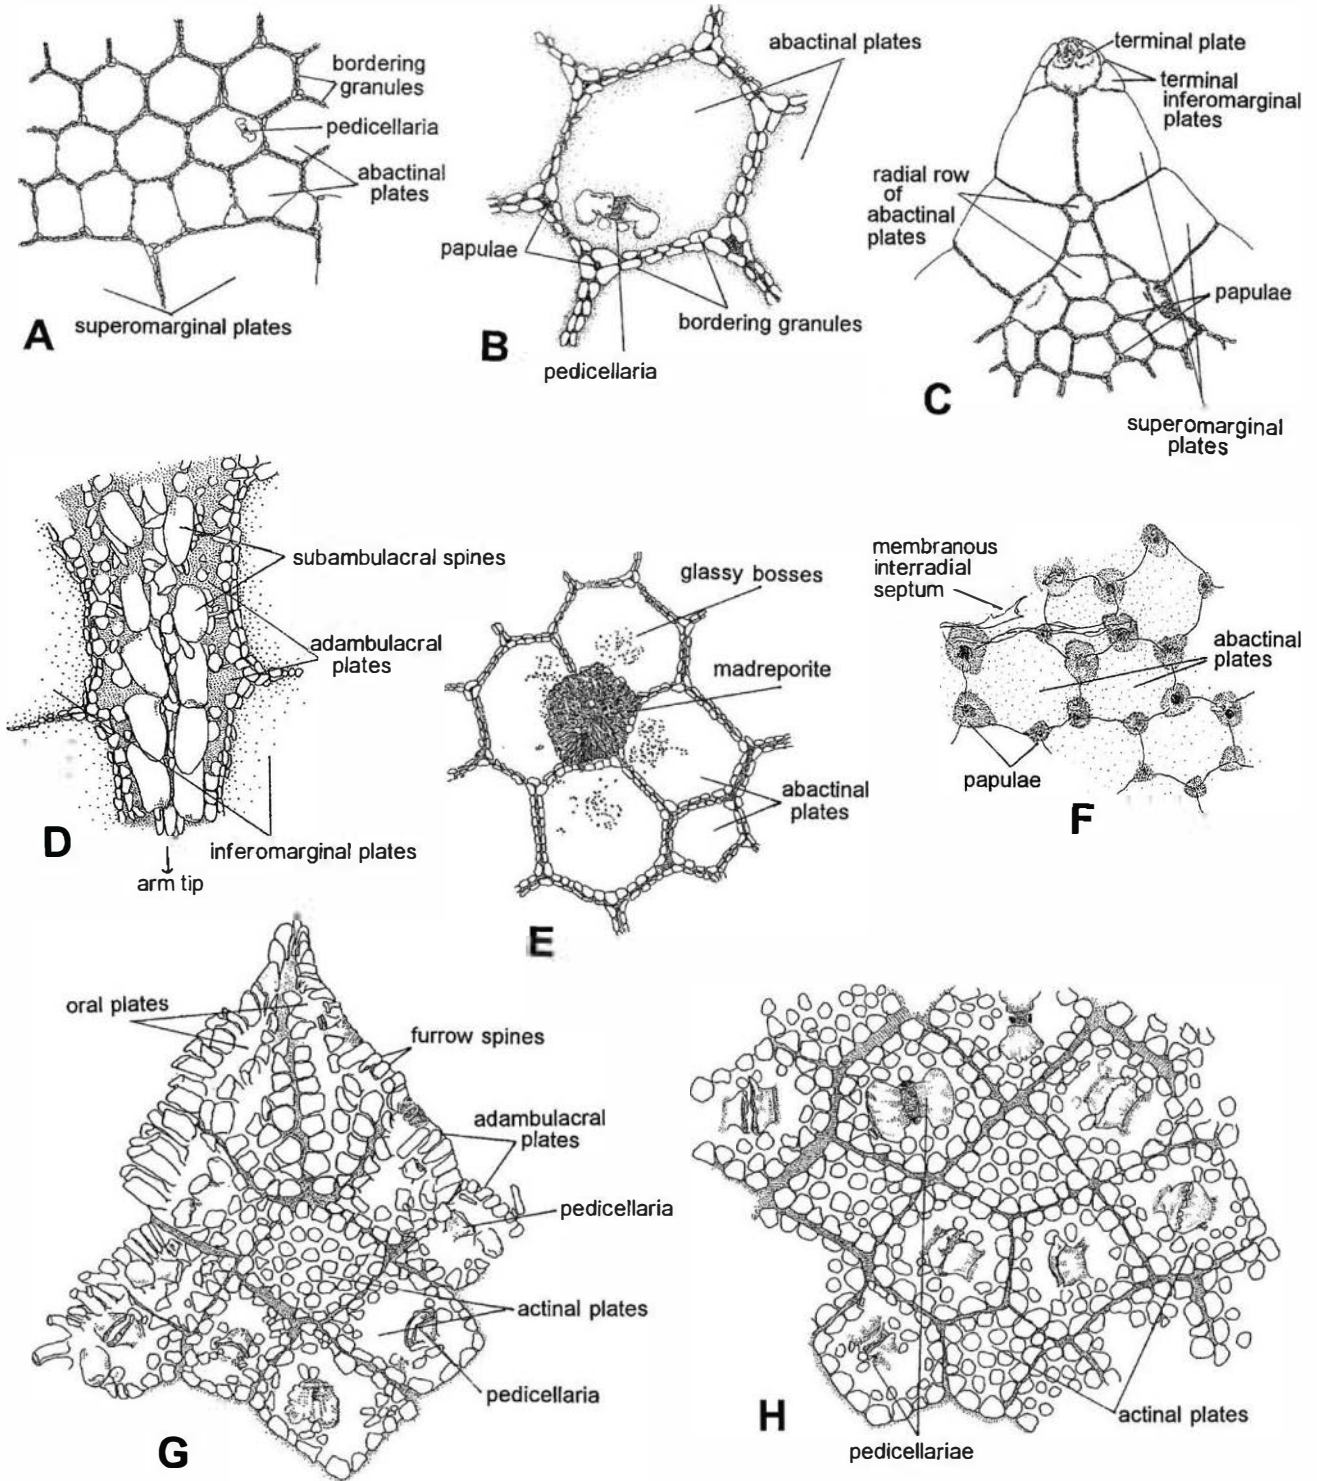 A
bordering
granules
pedicellaria
abactinal
plates
superomarginal plates
B
abactinal plates
papulae
bordering granules
pedicellaria
C
terminal plate
terminal
inferomarginal
plates
radial row
of
abactinal
plates
papulae
superomarginal
plates
D
subambulacral spines
adambulacral
plates
inferomarginal plates
arm tip
E
glassy bosses
madreporite
abactinal
plates
F
membranous
interradial
septum
abactinal
plates
papulae
G
oral plates
furrow spines
adambulacral
plates
pedicellaria
actinal plates
pedicellaria
H
actinal plates
pedicellariae